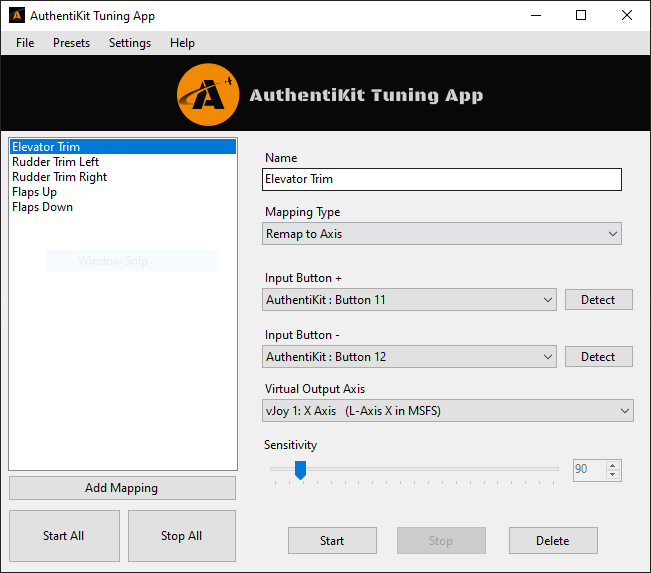 AuthentiKit Tuning App
File Presets Settings Help
AuthentiKit Tuning App
Elevator Trim
Rudder Trim Left
Rudder Trim Right
Flaps Up
Flaps Down
Window Snip
Add Mapping
Start All Stop All
Name
Elevator Trim
Mapping Type
Remap to Axis
Input Button +
AuthentiKit : Button 11 Detect
Input Button -
AuthentiKit : Button 12 Detect
Virtual Output Axis
vJoy 1: X Axis (L-Axis X in MSFS)
Sensitivity
90
Start Stop Delete